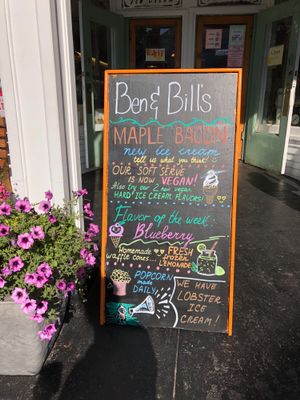 Ben & Bill's
MAPLE BACON
new ice cream
tell us what you think!
OUR SOFT SERVE
IS NOW VEGAN!
Also try our 2 new vegan
HARD ICE CREAM FLAVORS!
Flavor of the week
Blueberry
Homemade
waffle cones...
FRESH
FROZEN
LEMONADE
POPCORN
MADE
DAILY
WE HAVE
LOBSTER
ICE
CREAM!